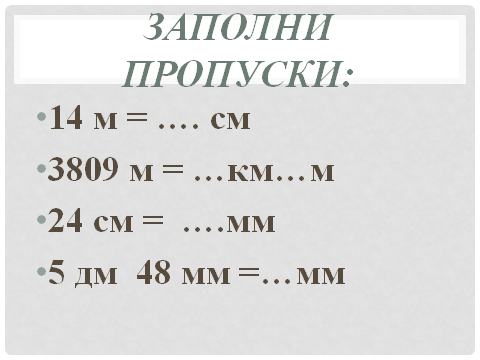 ЗАПОЛНИ
ПРОПУСКИ:
•14 м = …. см
•3809 м = …км…м
•24 см =  ….мм
•5 дм  48 мм =…мм